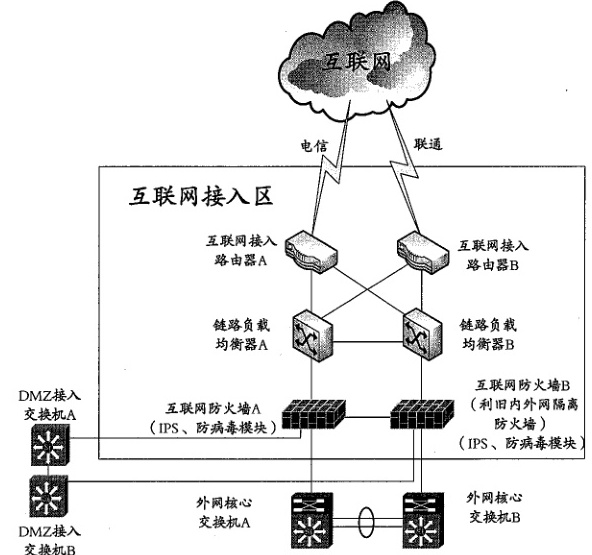 互联网
电信
联通
互联网接入区
互联网接入
路由器A
互联网接入
路由器B
链路负载
均衡器A
链路负载
均衡器B
DMZ接入
交换机A
互联网防火墙A
(IPS、防病毒模块)
互联网防火墙B
(利旧内外网隔离
防火墙)
(IPS、防病毒模块)
外网核心
交换机A
外网核心
交换机B
DMZ接入
交换机B